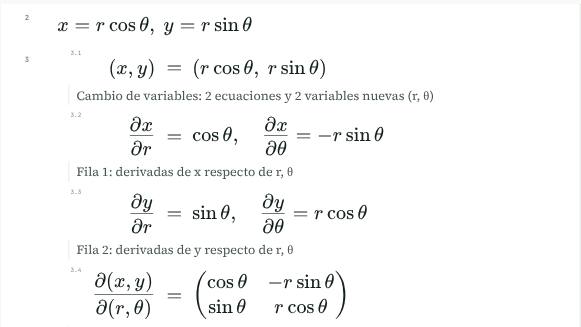 2
x = r cos θ, y = r sin θ
3
3.1
(x, y) = (r cos θ, r sin θ)
Cambio de variables: 2 ecuaciones y 2 variables nuevas (r, θ)
3.2
∂x/∂r = cos θ, ∂x/∂θ = −r sin θ
Fila 1: derivadas de x respecto de r, θ
3.3
∂y/∂r = sin θ, ∂y/∂θ = r cos θ
Fila 2: derivadas de y respecto de r, θ
3.4
∂(x, y)/∂(r, θ) = (cos θ −r sin θ
sin θ r cos θ)